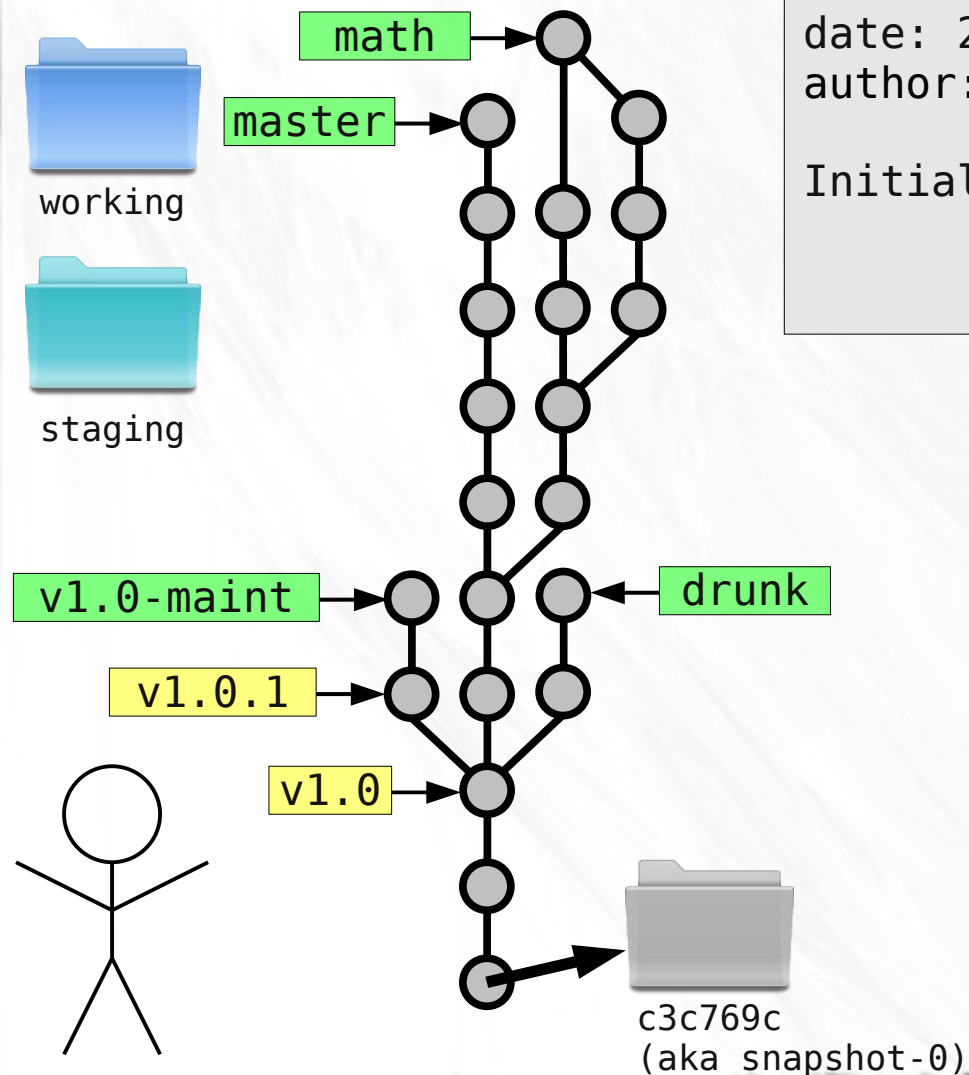 math
date: 2
author:
master
Initial
working
staging
v1.0-maint
drunk
v1.0.1
v1.0
c3c769c
(aka snapshot-0)